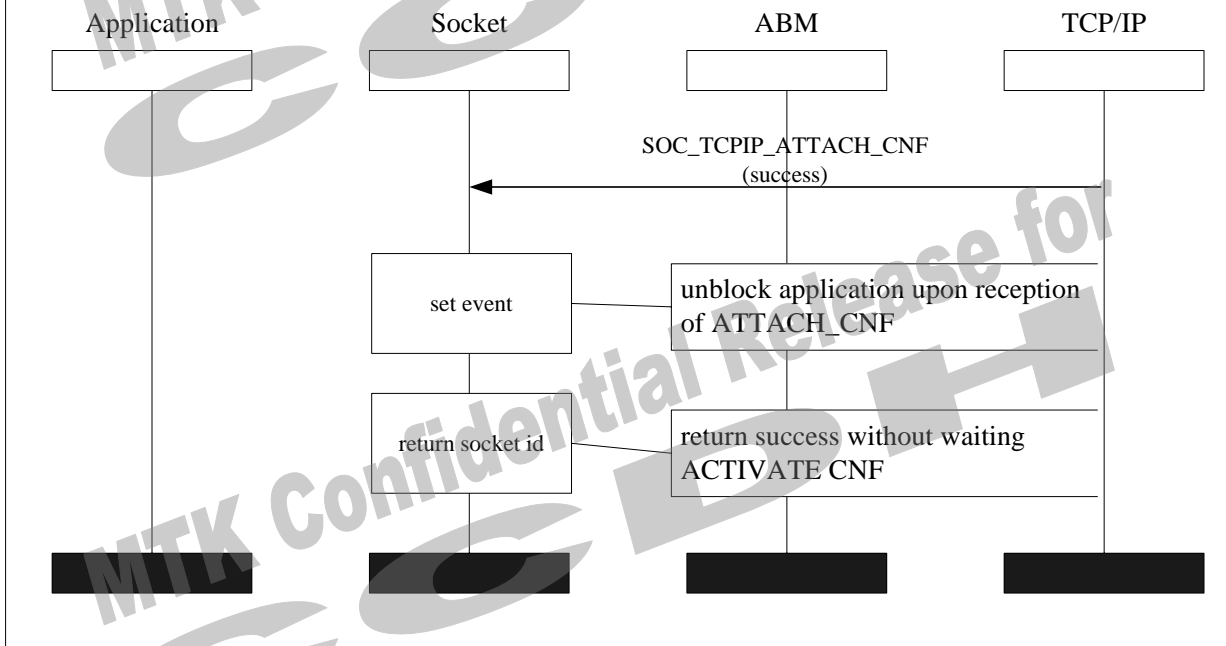 Application
Socket
ABM
TCP/IP
SOC_TCPIP_ATTACH_CNF
(success)
set event
unblock application upon reception
of ATTACH_CNF
return socket id
return success without waiting
ACTIVATE CNF
MTK Confidential Release for